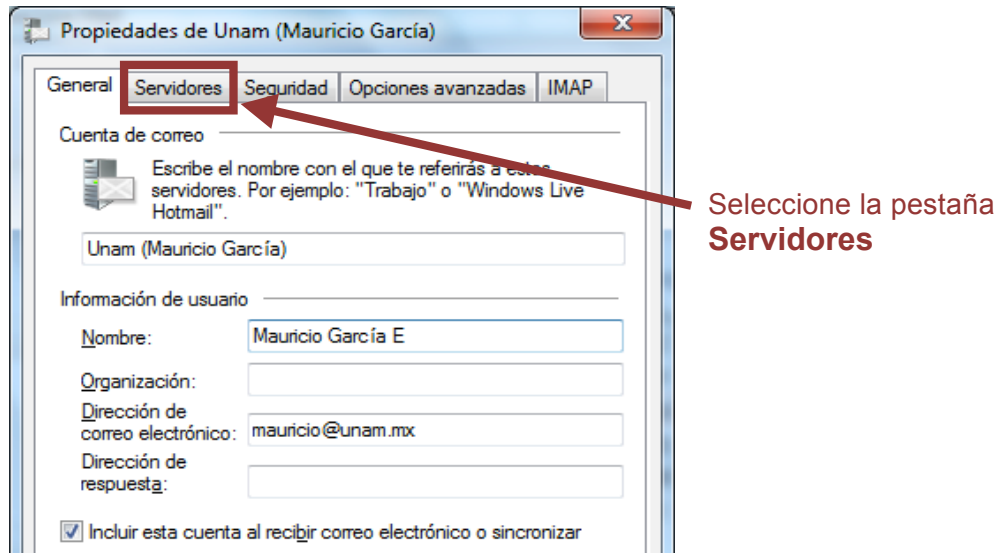 Propiedades de Unam (Mauricio García)
General Servidores Seguridad Opciones avanzadas IMAP
Cuenta de correo
Escribe el nombre con el que te referirás a estos
servidores. Por ejemplo: "Trabajo" o "Windows Live
Hotmail".
Unam (Mauricio García)
Seleccione la pestaña
Servidores
Información de usuario
Nombre: Mauricio García E
Organización:
Dirección de
correo electrónico: mauricio@unam.mx
Dirección de
respuesta:
Incluir esta cuenta al recibir correo electrónico o sincronizar